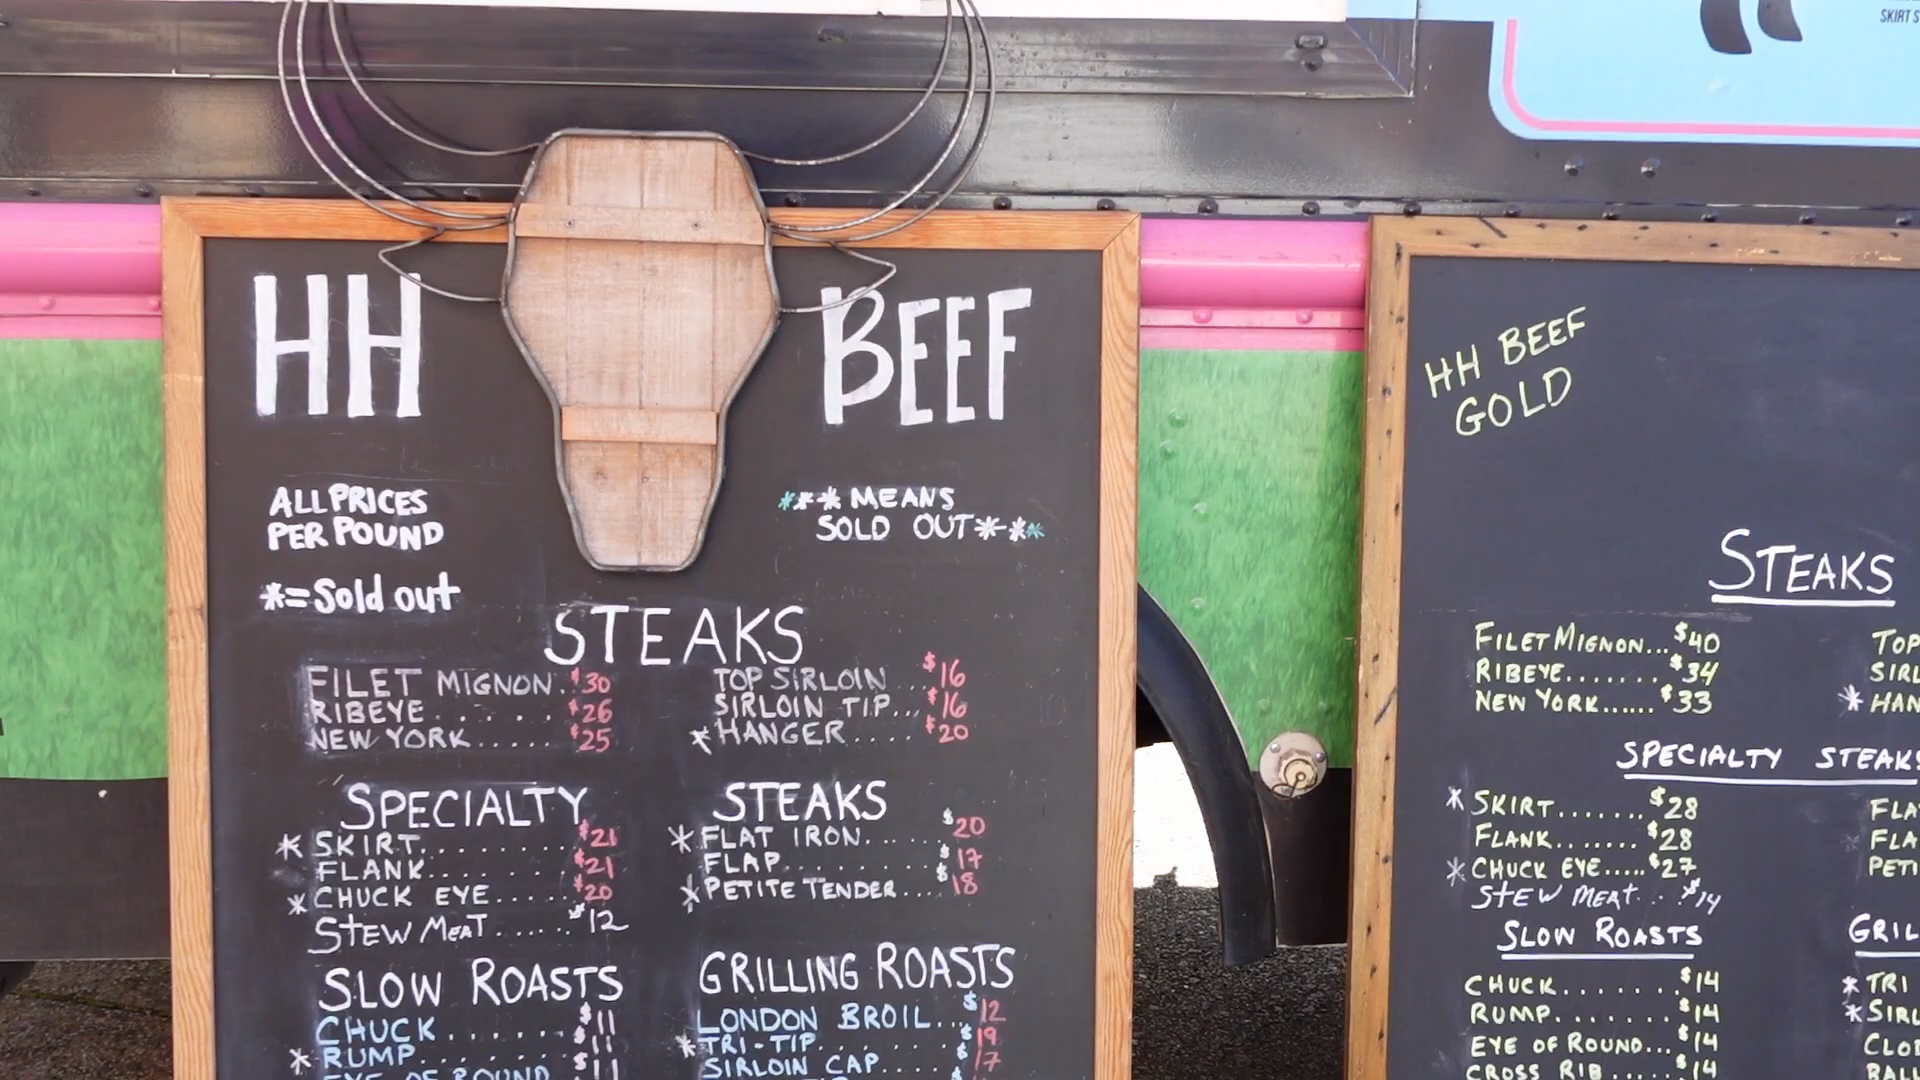 SKIRT
HH BEEF
ALL PRICES
PER POUND
*=Sold out
*** MEANS
SOLD OUT***
STEAKS
FILET MIGNON..$30
RIBEYE......$26
NEW YORK.....$25
TOP SIRLOIN...$16
SIRLOIN TIP...$16
*HANGER....$20
SPECIALTY STEAKS
*SKIRT.........$21
FLANK.........$21
*CHUCK EYE......$20
STEW MEAT......$12
*FLAT IRON....$20
FLAP.........$17
*PETITE TENDER....$18
SLOW ROASTS
CHUCK......$11
*RUMP........$11
EYE OF ROUND $11
GRILLING ROASTS
LONDON BROIL...$12
*TRI-TIP.........$19
SIRLOIN CAP....$17
HH BEEF
GOLD
STEAKS
FILET MIGNON...$40
RIBEYE.......$34
NEW YORK......$33
TOP
SIRL
*HAN
SPECIALTY STEAKS
*SKIRT.......$28
FLANK.......$28
*CHUCK EYE.....$27
STEW MEAT...$14
FLA
FLA
PETI
SLOW ROASTS
CHUCK.......$14
RUMP.......$14
EYE OF ROUND...$14
CROSS RIB.....$14
GRIL
*TRI
*SIRL
CLOD
BALL